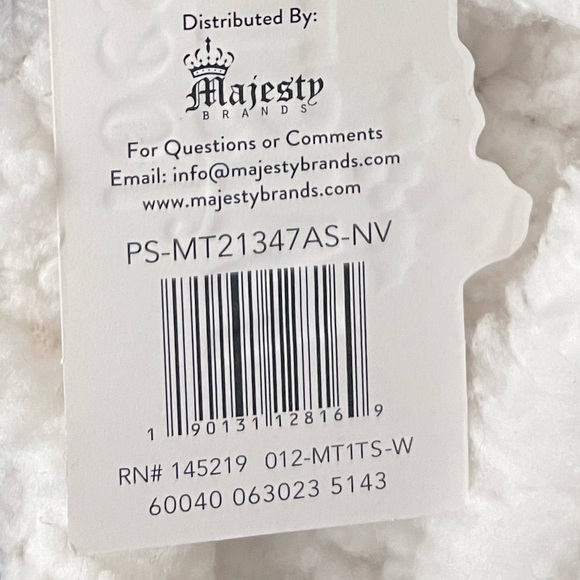 Distributed By:
Majesty
BRANDS
For Questions or Comments
Email: info@majestybrands.com
www.majestybrands.com
PS-MT21347AS-NV
1 90131 12816 9
RN# 145219 012-MT1TS-W
60040 063023 5143